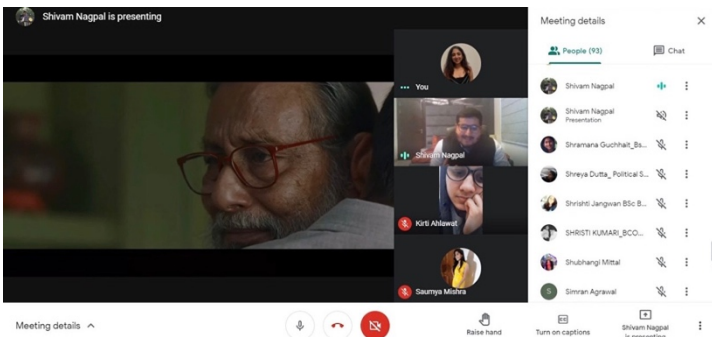 Shivam Nagpal is presenting
You
Shivam Nagpal
Kirti Ahlawat
Saumya Mishra
Meeting details
People (93)
Chat
Shivam Nagpal
Shivam Nagpal
Presentation
Shramana Guchhait_Bs...
Shreya Dutta_ Political S...
Shrishti Jangwan BSc B...
SHRISTI KUMARI_BCO...
Shubhangi Mittal
S
Simran Agrawal
Meeting details
Raise hand
Turn on captions
Shivam Nagpal
is presenting